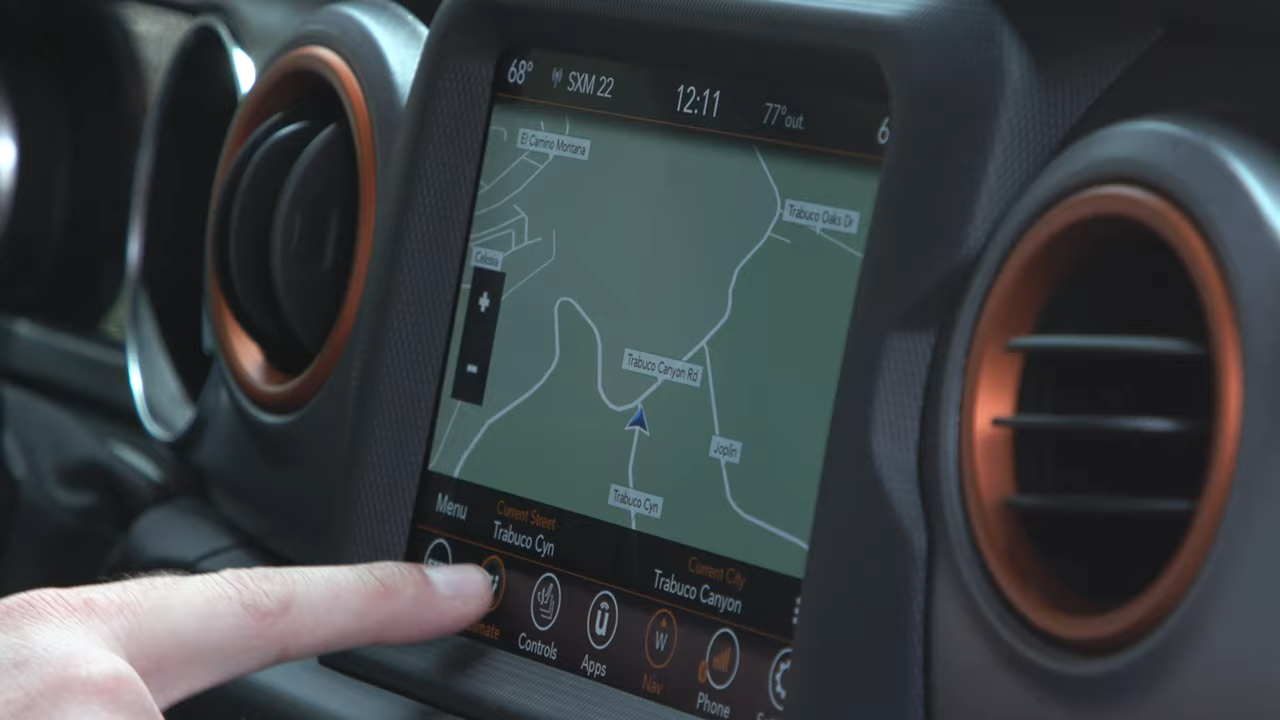 68° SXM 22 12:11 77° out 6
El Camino Montana
Trabuco Oaks Dr
Celosia
+
Trabuco Canyon Rd
-
Joplin
Trabuco Cyn
Menu
Current Street
Trabuco Cyn
Current City
Trabuco Canyon
W
Controls
Apps
Nav
Phone